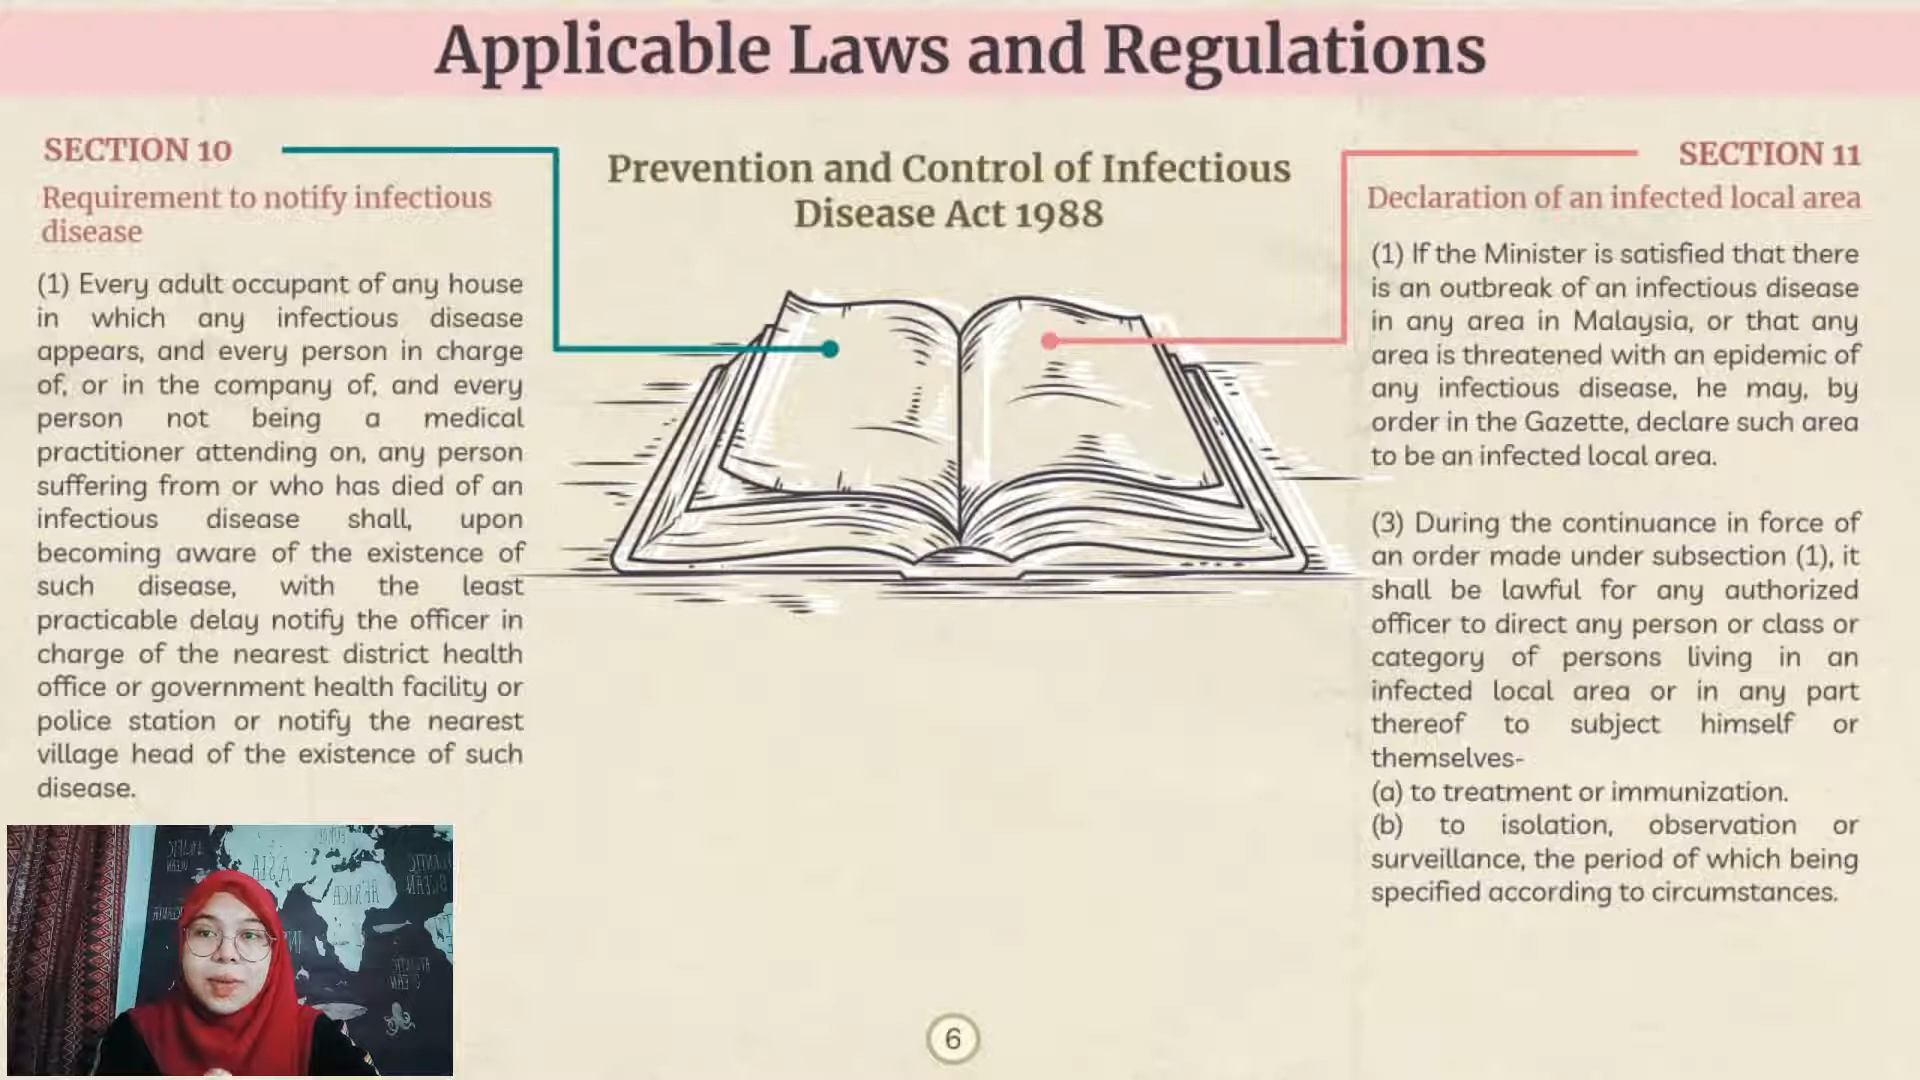 Applicable Laws and Regulations
SECTION 10
Requirement to notify infectious
disease
(1) Every adult occupant of any house
in which any infectious disease
appears, and every person in charge
of, or in the company of, and every
person not being a medical
practitioner attending on, any person
suffering from or who has died of an
infectious disease shall, upon
becoming aware of the existence of
such disease, with the least
practicable delay notify the officer in
charge of the nearest district health
office or government health facility or
police station or notify the nearest
village head of the existence of such
disease.
Prevention and Control of Infectious
Disease Act 1988
SECTION 11
Declaration of an infected local area
(1) If the Minister is satisfied that there
is an outbreak of an infectious disease
in any area in Malaysia, or that any
area is threatened with an epidemic of
any infectious disease, he may, by
order in the Gazette, declare such area
to be an infected local area.
(3) During the continuance in force of
an order made under subsection (1), it
shall be lawful for any authorized
officer to direct any person or class or
category of persons living in an
infected local area or in any part
thereof to subject himself or
themselves-
(a) to treatment or immunization.
(b) to isolation, observation or
surveillance, the period of which being
specified according to circumstances.
ASIA
AFRICA
6